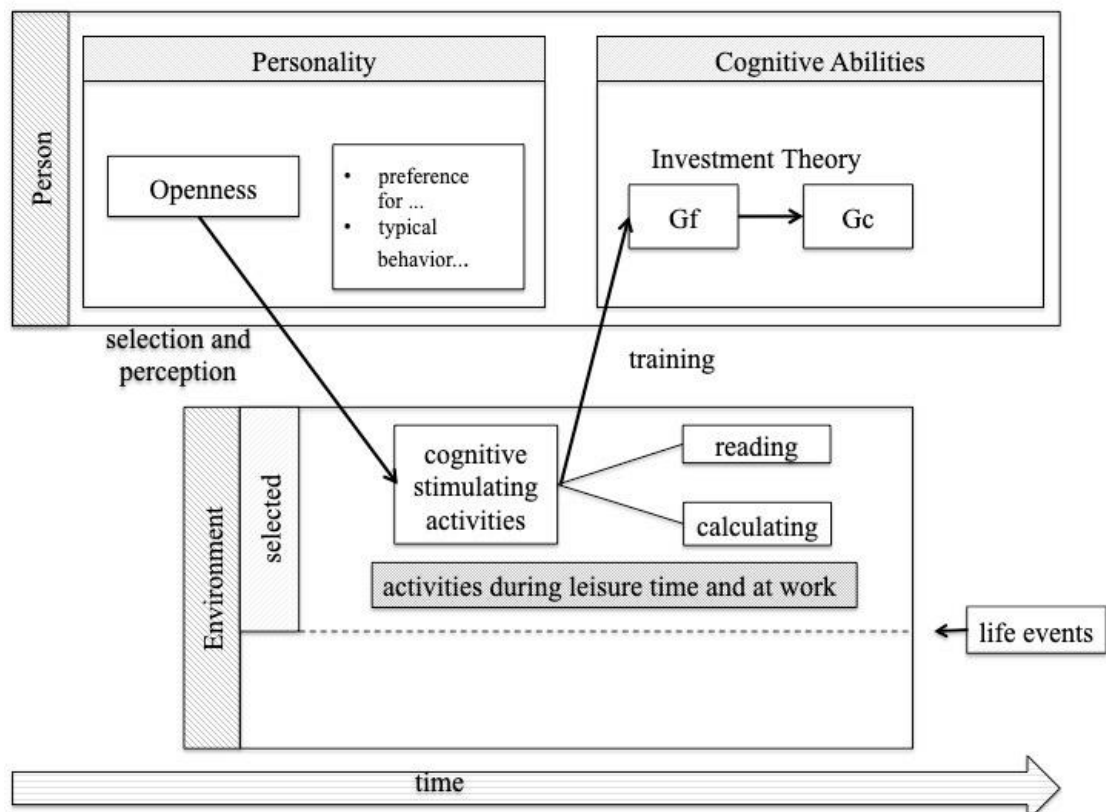 Person
Personality
Openness
• preference
for ...
• typical
behavior...
Cognitive Abilities
Investment Theory
Gf
Gc
selection and
perception
training
Environment
selected
cognitive
stimulating
activities
reading
calculating
activities during leisure time and at work
life events
time